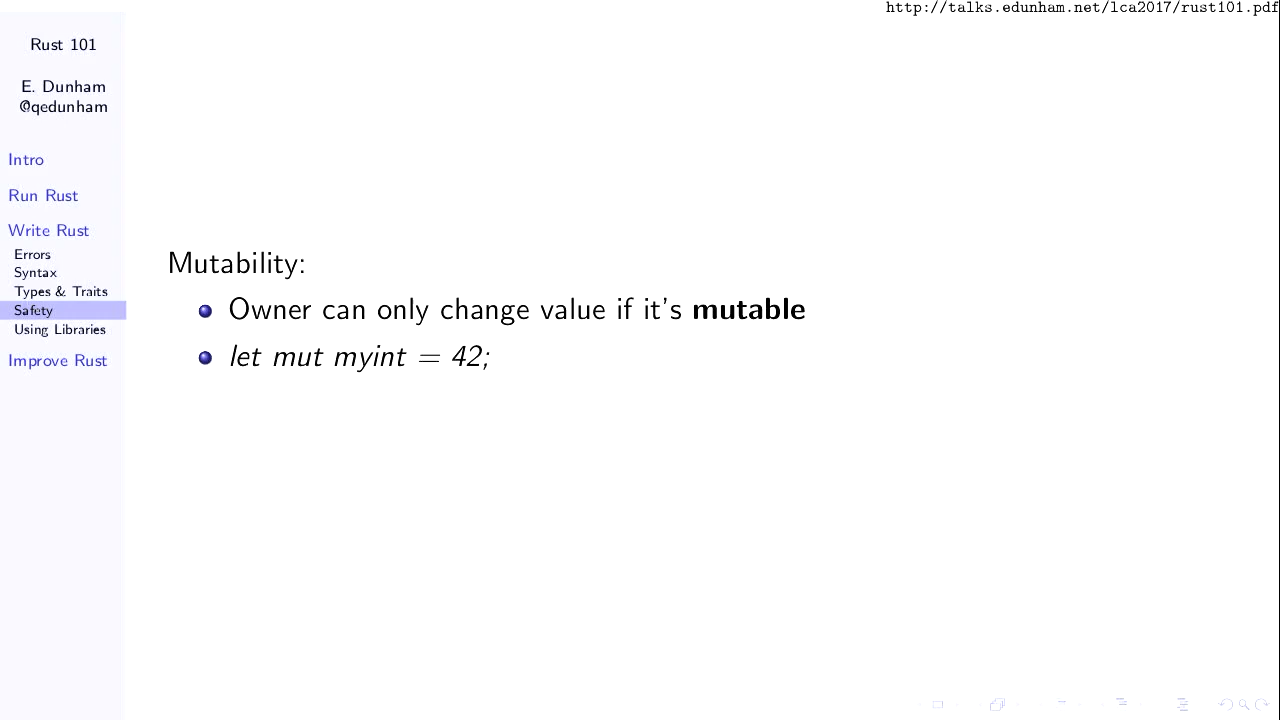 http://talks.edunham.net/lca2017/rust101.pdf
Rust 101
E. Dunham
@qedunham
Intro
Run Rust
Write Rust
Errors
Syntax
Types & Traits
Safety
Using Libraries
Improve Rust
Mutability:
Owner can only change value if it's mutable
let mut myint = 42;